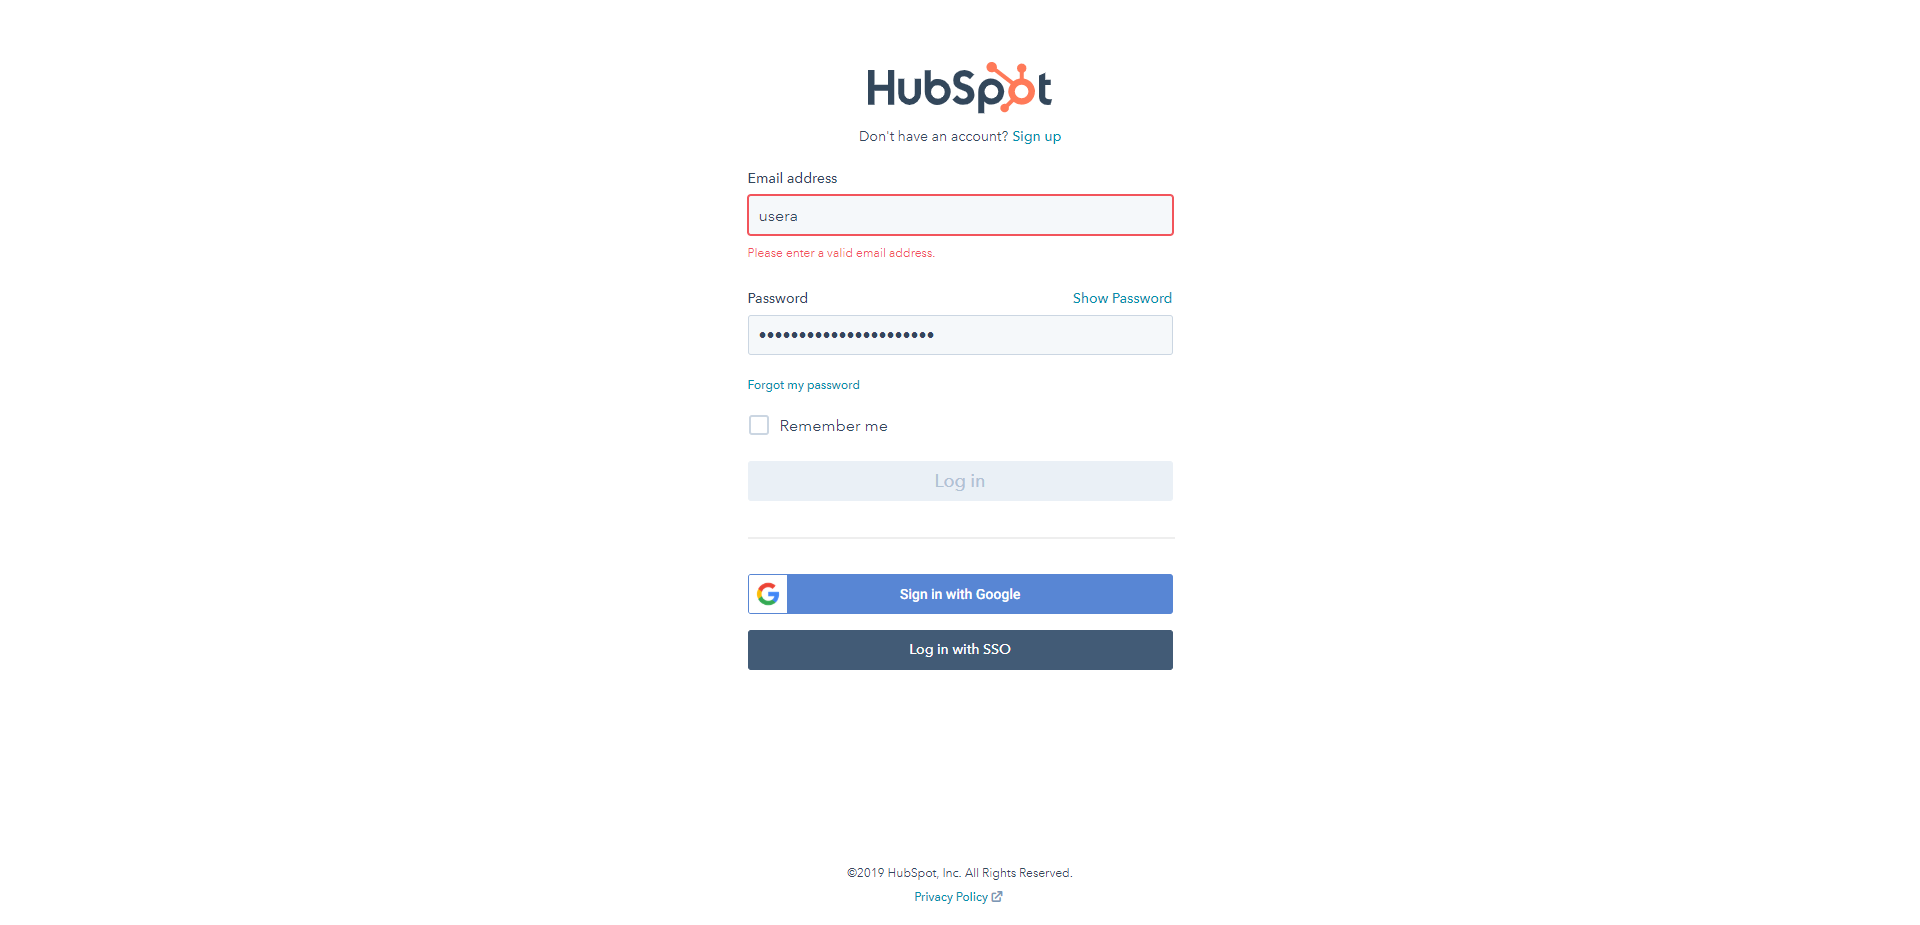 HubSpot
Don't have an account? Sign up
Email address
usera
Please enter a valid email address.
Password Show Password
••••••••••••••••••••••
Forgot my password
Remember me
Log in
Sign in with Google
Log in with SSO
©2019 HubSpot, Inc. All Rights Reserved.
Privacy Policy